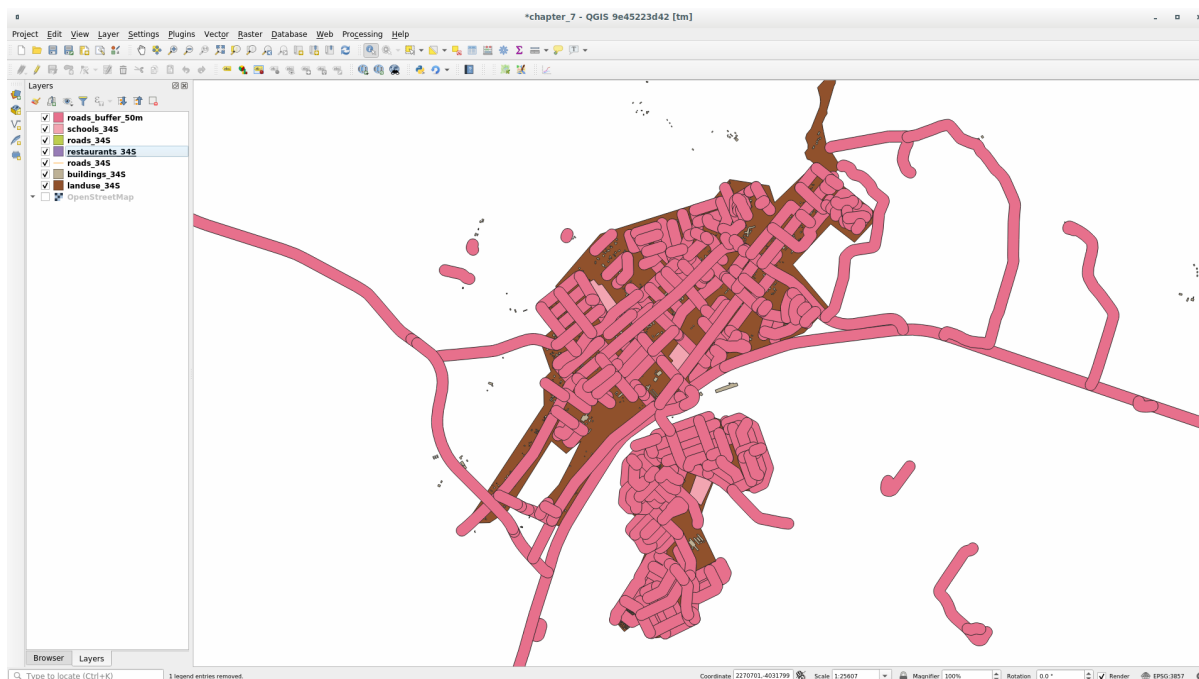 *chapter_7 - QGIS 9e45223d42 [tm]
Project Edit View Layer Settings Plugins Vector Raster Database Web Processing Help
Layers
roads_buffer_50m
schools_34S
roads_34S
restaurants_34S
roads_34S
buildings_34S
landuse_34S
OpenStreetMap
Browser Layers
Type to locate (Ctrl+K) 1 legend entries removed. Coordinate 2270701,-4031799 Scale 1:25607 Magnifier 100% Rotation 0.0 ° Render EPSG:3857